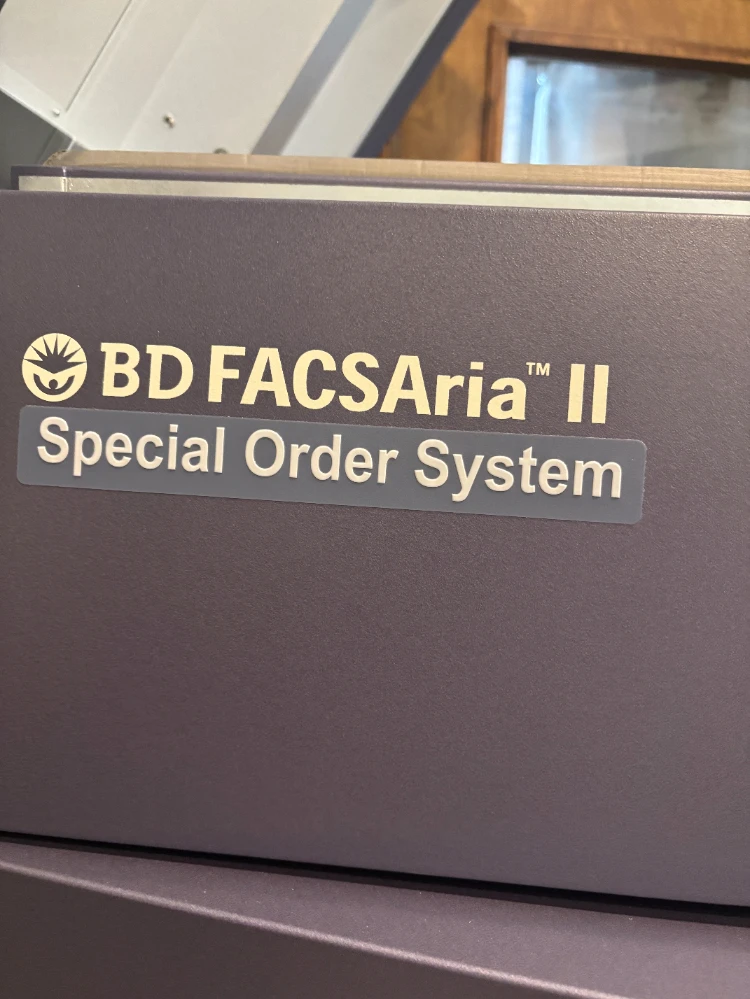 BD FACSAria™ II
Special Order System